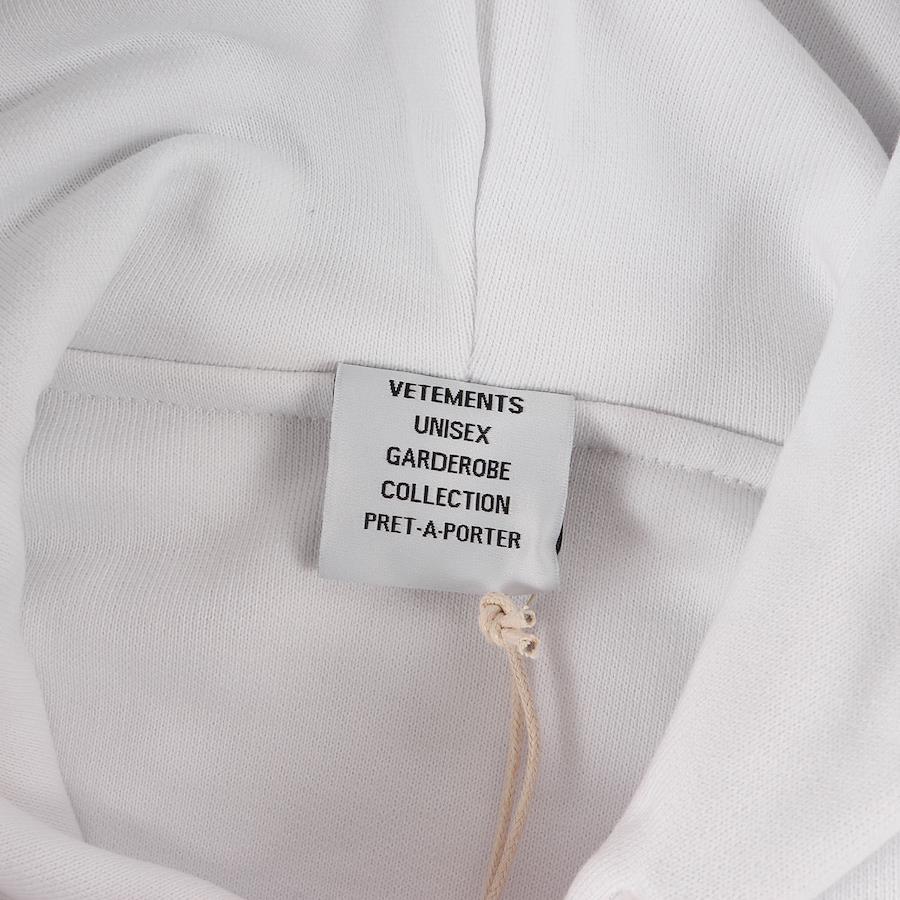 VETEMENTS
UNISEX
GARDEROBE
COLLECTION
PRET-A-PORTER